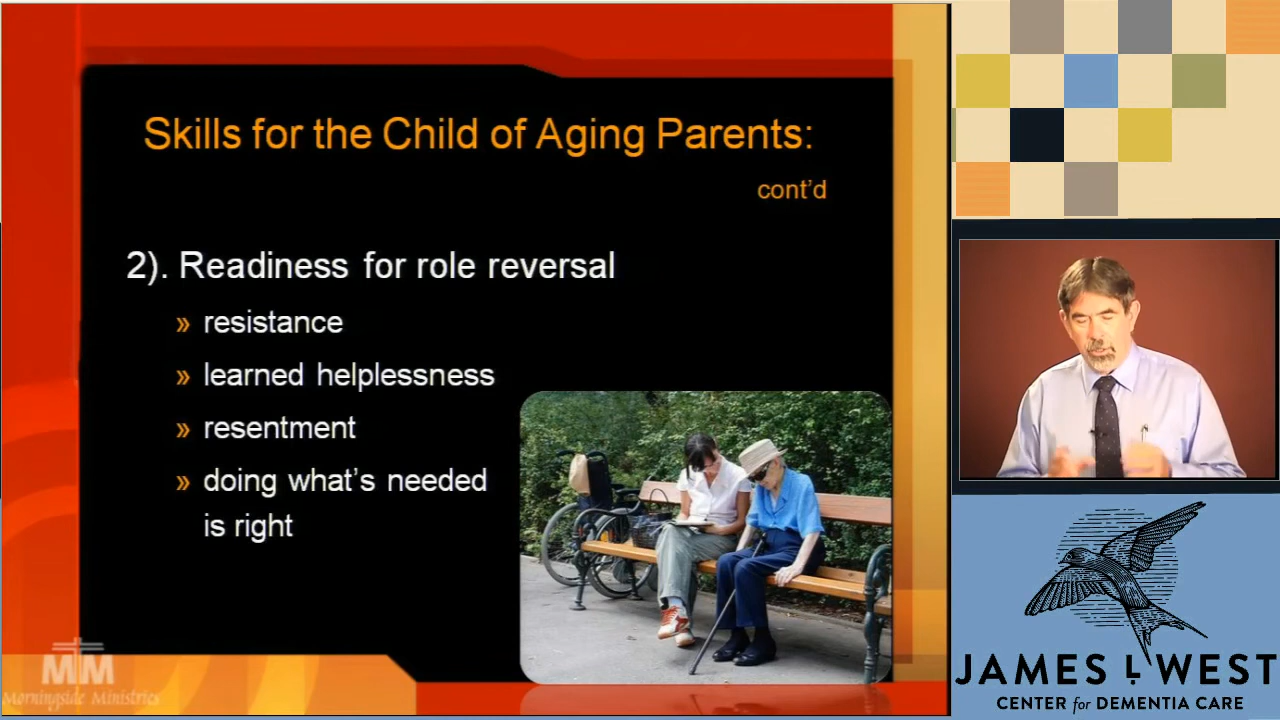 Skills for the Child of Aging Parents:
cont’d
2). Readiness for role reversal
» resistance
» learned helplessness
» resentment
» doing what’s needed
is right
MM
Morningside Ministries
JAMES L WEST
CENTER for DEMENTIA CARE